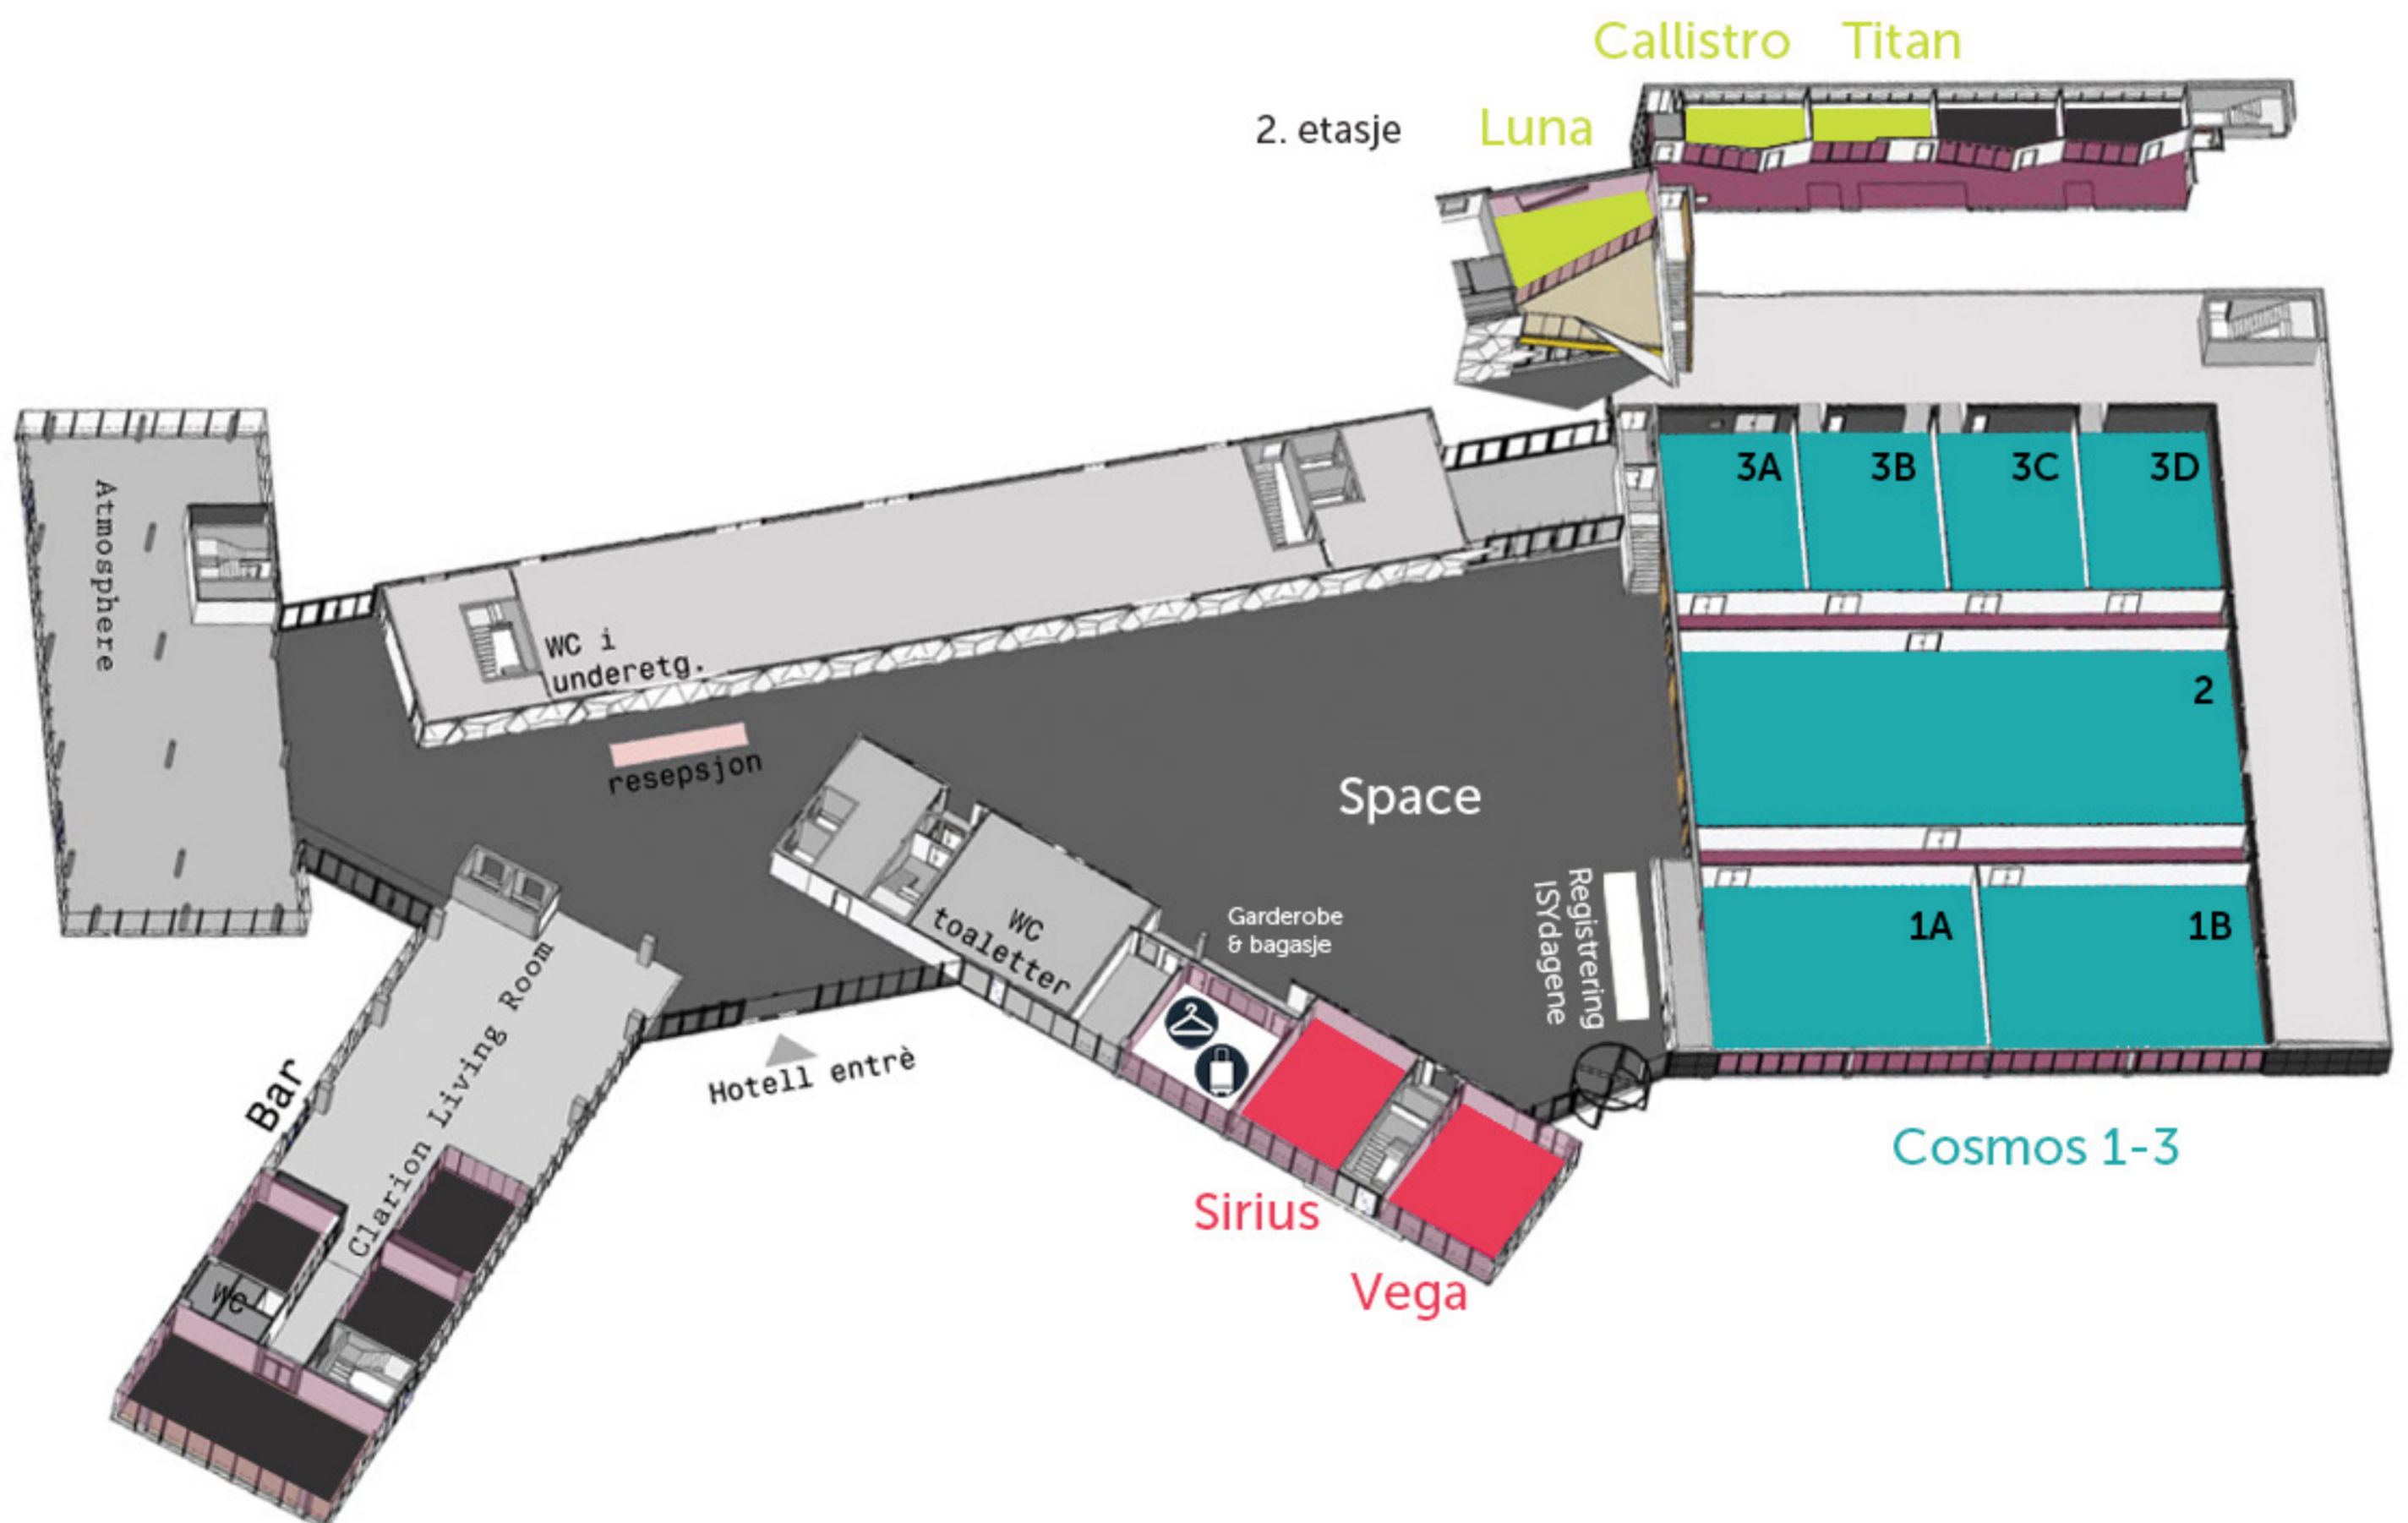 Callistro Titan
2. etasje Luna
Atmosphere
3A 3B 3C 3D
WC i
underetg.
2
resepsjon
Space
Registrering
ISYdagene
WC
toaletter
Garderobe
& bagasje
1A 1B
Clarion Living Room
Bar
Hotell entrè
Cosmos 1-3
Sirius
Vega
WC